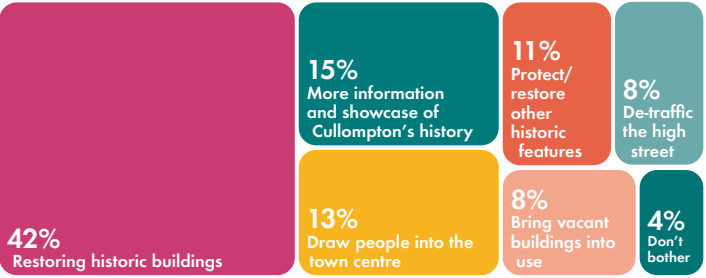 42%
Restoring historic buildings
15%
More information
and showcase of
Cullompton's history
13%
Draw people into the
town centre
11%
Protect/
restore
other
historic
features
8%
De-traffic
the high
street
8%
Bring vacant
buildings into
use
4%
Don't
bother